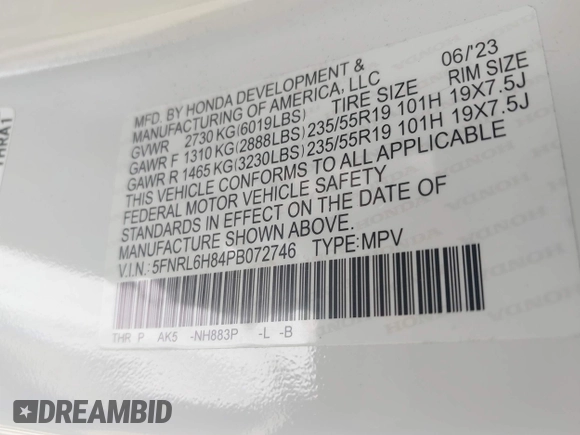 MFD. BY HONDA DEVELOPMENT & 06/'23
MANUFACTURING OF AMERICA, LLC
GVWR 2730 KG(6019LBS) TIRE SIZE RIM SIZE
GAWR F 1310 KG(2888LBS)235/55R19 101H 19X7.5J
GAWR R 1465 KG(3230LBS)235/55R19 101H 19X7.5J
THIS VEHICLE CONFORMS TO ALL APPLICABLE
FEDERAL MOTOR VEHICLE SAFETY
STANDARDS IN EFFECT ON THE DATE OF
MANUFACTURE SHOWN ABOVE.
V.I.N.: 5FNRL6H84PB072746 TYPE:MPV
THR P AK5 -NH883P -L -B
THRA1
DREAMBID